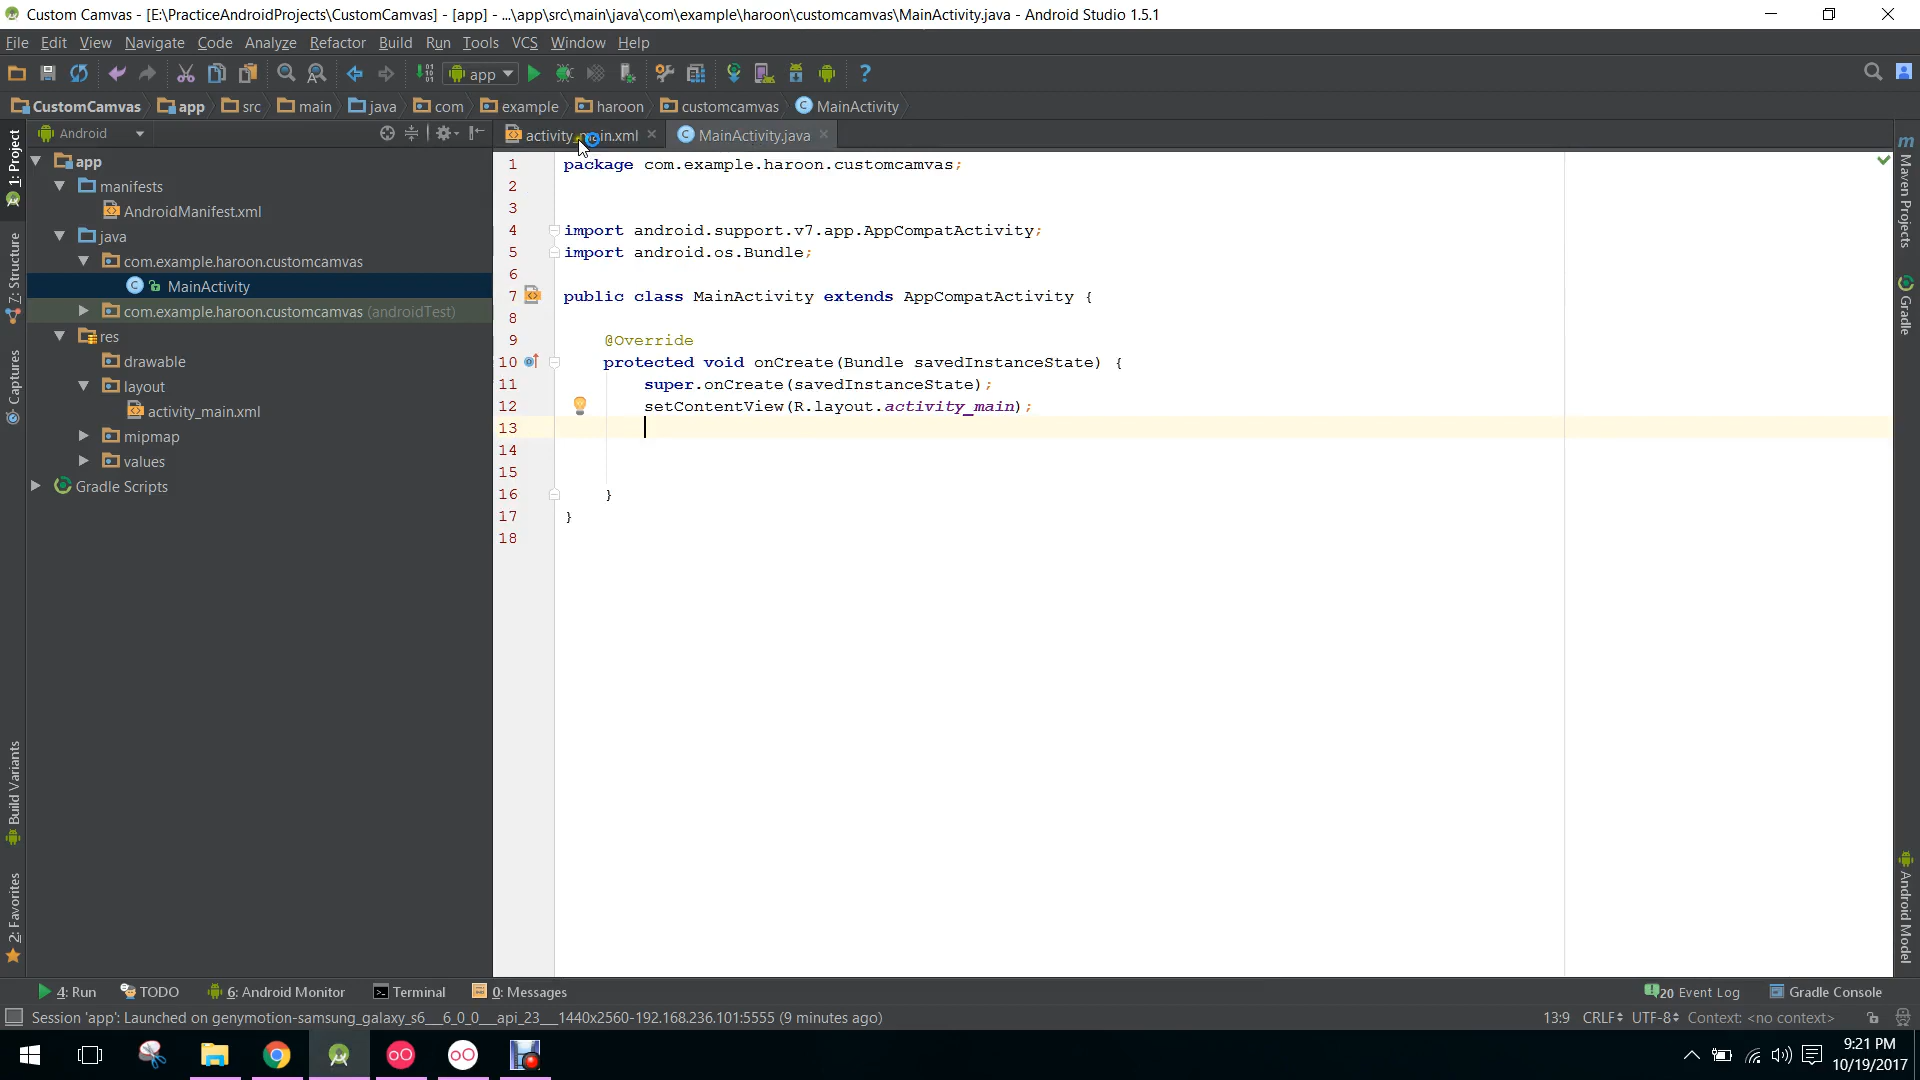 Custom Camvas - [E:\PracticeAndroidProjects\CustomCamvas] - [app] - ...\app\src\main\java\com\example\haroon\customcamvas\MainActivity.java - Android Studio 1.5.1
File Edit View Navigate Code Analyze Refactor Build Run Tools VCS Window Help
app
CustomCamvas app src main java com example haroon customcamvas MainActivity
Android
activity_main.xml MainActivity.java
1: Project
7: Structure
Captures
Build Variants
2: Favorites
app
manifests
AndroidManifest.xml
java
com.example.haroon.customcamvas
MainActivity
com.example.haroon.customcamvas (androidTest)
res
drawable
layout
activity_main.xml
mipmap
values
Gradle Scripts
1 package com.example.haroon.customcamvas;
2
3
4 import android.support.v7.app.AppCompatActivity;
5 import android.os.Bundle;
6
7 public class MainActivity extends AppCompatActivity {
8
9 @Override
10 protected void onCreate(Bundle savedInstanceState) {
11 super.onCreate(savedInstanceState);
12 setContentView(R.layout.activity_main);
13
14
15
16 }
17 }
18
Maven Projects
Gradle
Android Model
4: Run TODO 6: Android Monitor Terminal 0: Messages 20 Event Log Gradle Console
Session 'app': Launched on genymotion-samsung_galaxy_s6___6_0_0___api_23___1440x2560-192.168.236.101:5555 (9 minutes ago) 13:9 CRLF UTF-8 Context: <no context>
9:21 PM
10/19/2017